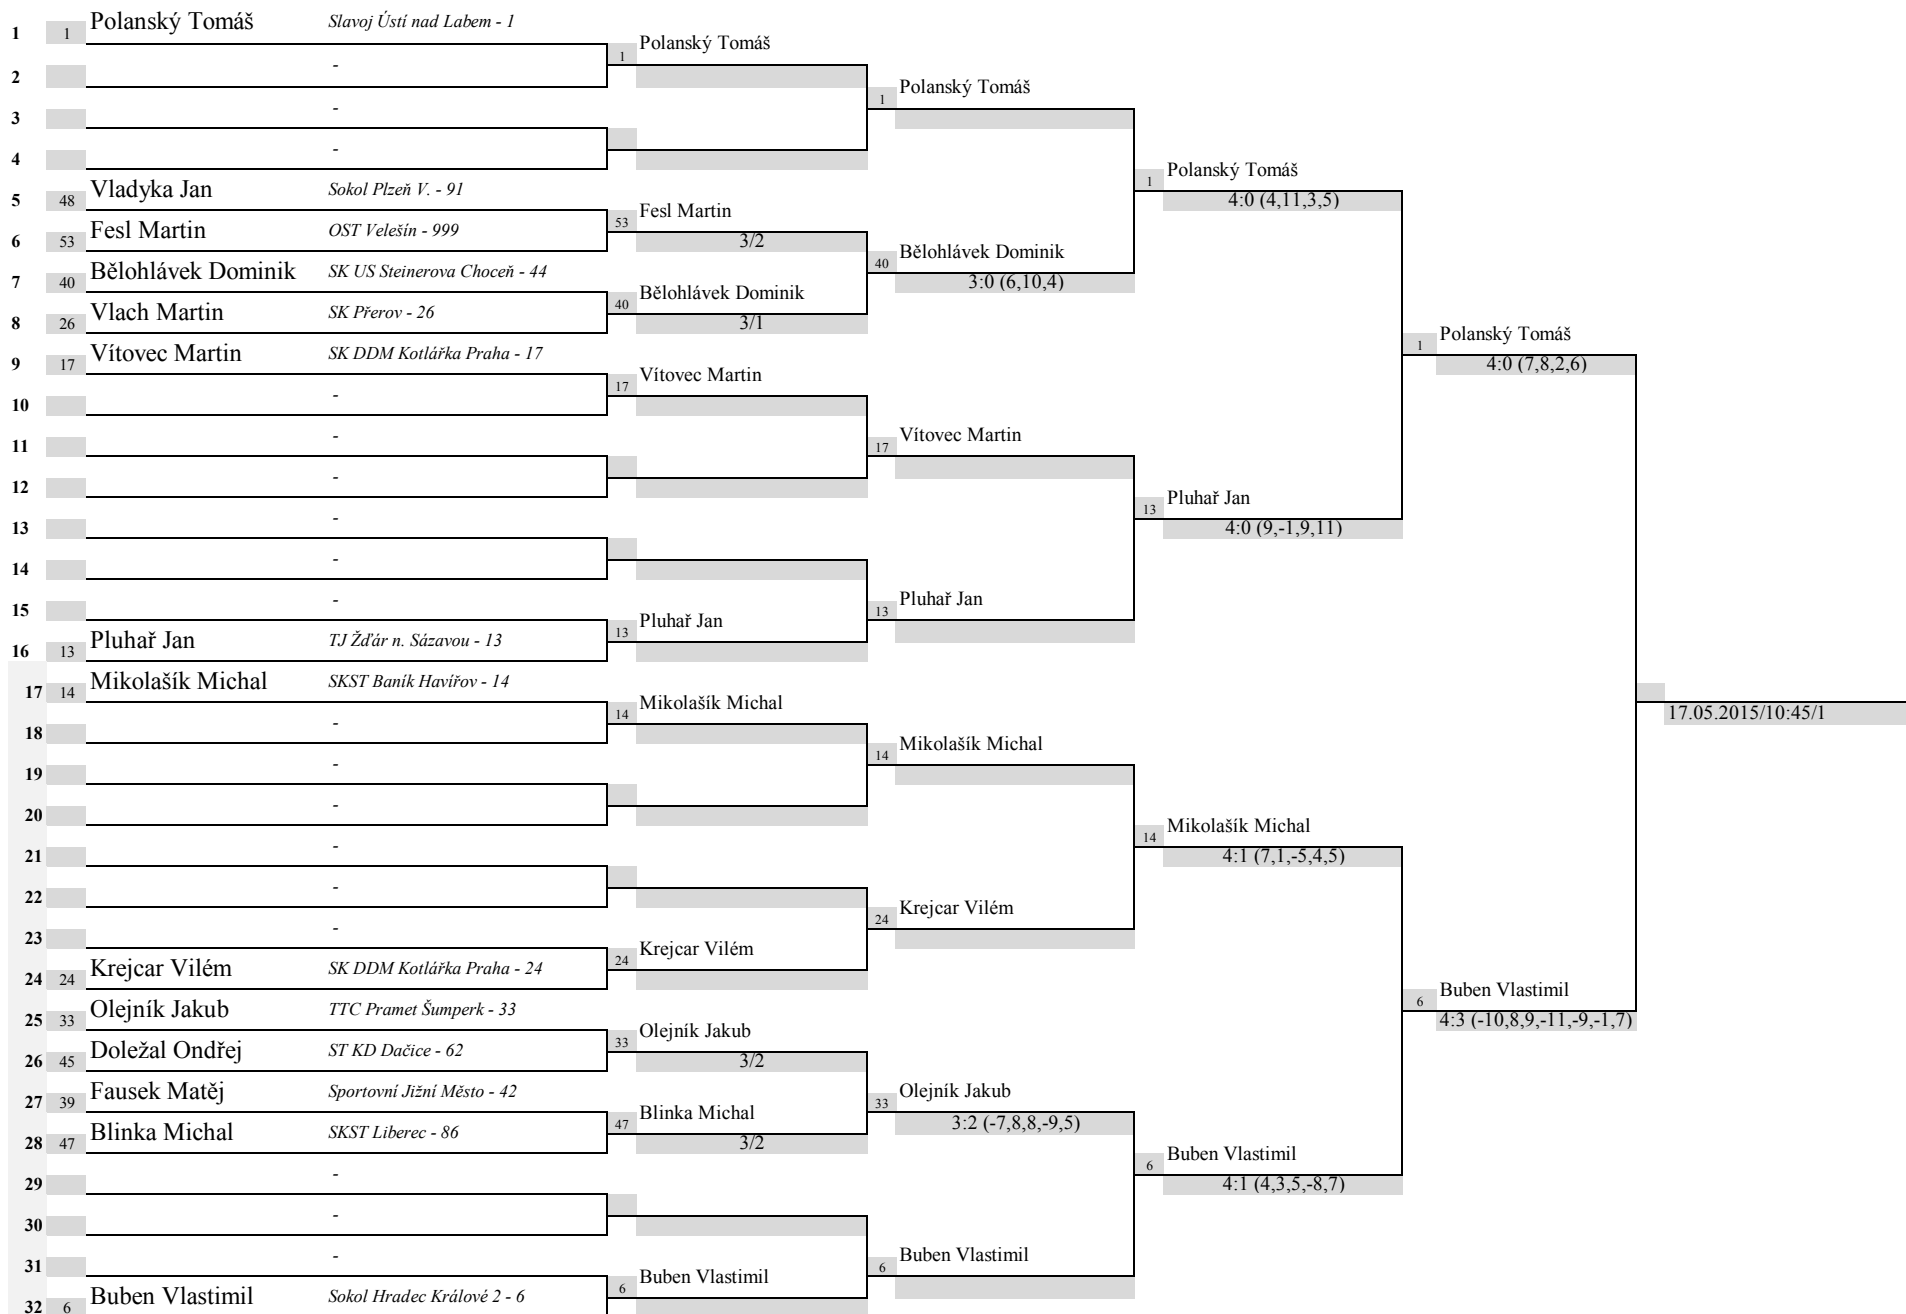 1 1 Polanský Tomáš Slavoj Ústí nad Labem - 1
1 Polanský Tomáš
2 -
1 Polanský Tomáš
3 -
4 -
1 Polanský Tomáš
4:0 (4,11,3,5)
5 48 Vladyka Jan Sokol Plzeň V. - 91
53 Fesl Martin
3/2
6 53 Fesl Martin OST Velešín - 999
40 Bělohlávek Dominik
3:0 (6,10,4)
7 40 Bělohlávek Dominik SK US Steinerova Choceň - 44
40 Bělohlávek Dominik
3/1
8 26 Vlach Martin SK Přerov - 26
1 Polanský Tomáš
4:0 (7,8,2,6)
9 17 Vítovec Martin SK DDM Kotlářka Praha - 17
17 Vítovec Martin
10 -
11 -
17 Vítovec Martin
12 -
13 -
13 Pluhař Jan
4:0 (9,-1,9,11)
14 -
15 -
13 Pluhař Jan
13 Pluhař Jan
16 13 Pluhař Jan TJ Žďár n. Sázavou - 13
17 14 Mikolašík Michal SKST Baník Havířov - 14
14 Mikolašík Michal
17.05.2015/10:45/1
18 -
14 Mikolašík Michal
19 -
20 -
14 Mikolašík Michal
4:1 (7,1,-5,4,5)
21 -
22 -
24 Krejcar Vilém
23 -
24 Krejcar Vilém
24 24 Krejcar Vilém SK DDM Kotlářka Praha - 24
6 Buben Vlastimil
4:3 (-10,8,9,-11,-9,-1,7)
25 33 Olejník Jakub TTC Pramet Šumperk - 33
33 Olejník Jakub
3/2
26 45 Doležal Ondřej ST KD Dačice - 62
33 Olejník Jakub
3:2 (-7,8,8,-9,5)
27 39 Fausek Matěj Sportovní Jižní Město - 42
47 Blinka Michal
3/2
28 47 Blinka Michal SKST Liberec - 86
6 Buben Vlastimil
4:1 (4,3,5,-8,7)
29 -
30 -
6 Buben Vlastimil
31 -
6 Buben Vlastimil
32 6 Buben Vlastimil Sokol Hradec Králové 2 - 6